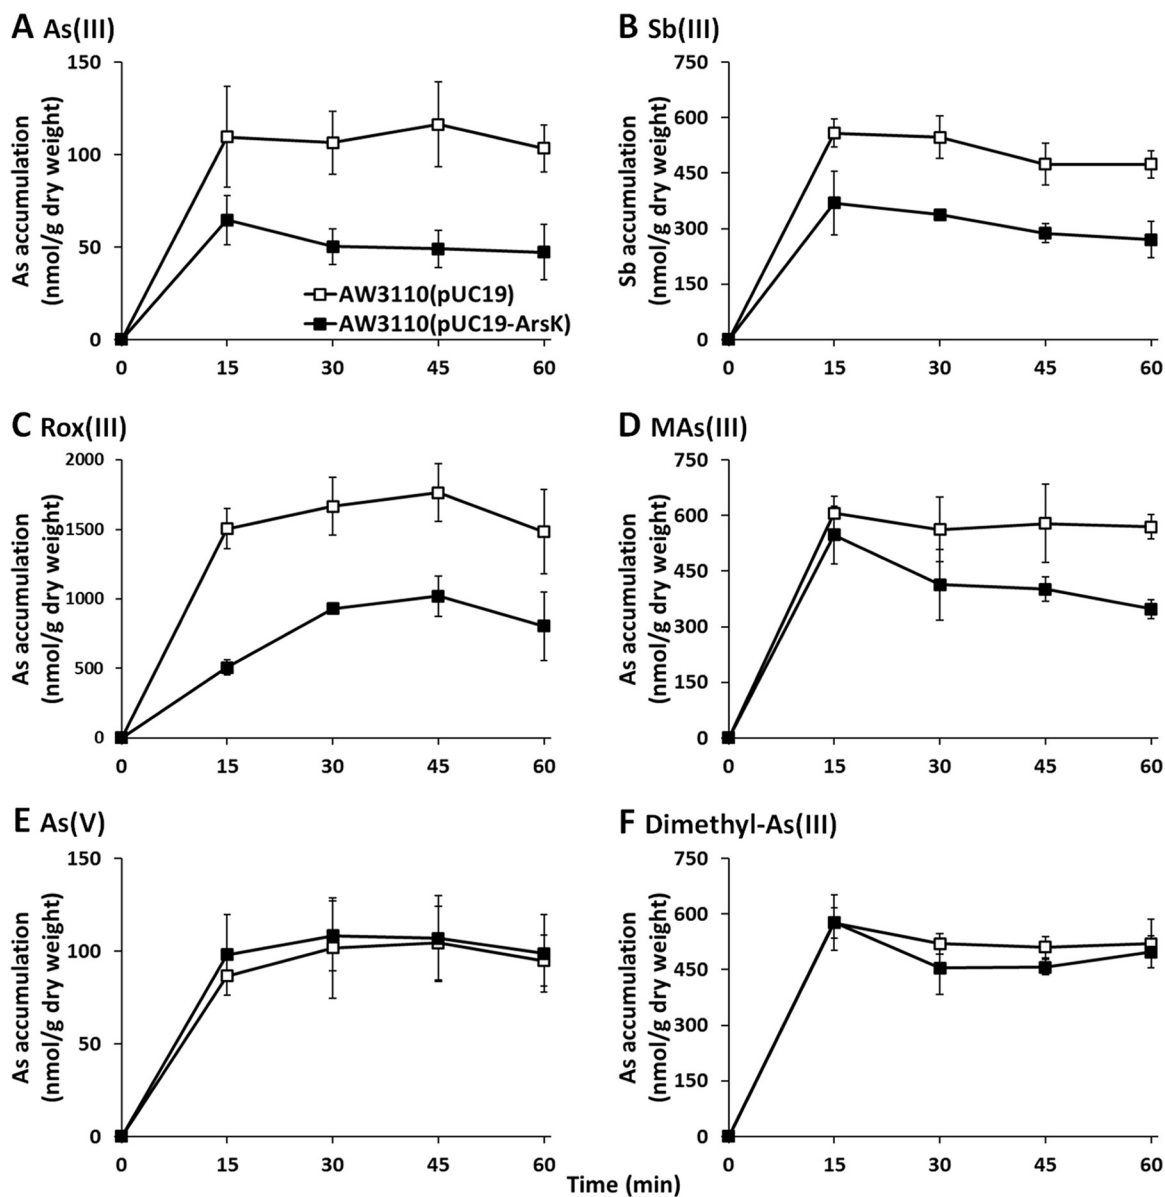 A As(III)
As accumulation
(nmol/g dry weight)
150
100
50
0
0 15 30 45 60
AW3110(pUC19)
AW3110(pUC19-ArsK)
B Sb(III)
Sb accumulation
(nmol/g dry weight)
750
600
450
300
150
0
0 15 30 45 60
C Rox(III)
As accumulation
(nmol/g dry weight)
2000
1500
1000
500
0
0 15 30 45 60
D MAs(III)
As accumulation
(nmol/g dry weight)
750
600
450
300
150
0
0 15 30 45 60
E As(V)
As accumulation
(nmol/g dry weight)
150
100
50
0
0 15 30 45 60
F Dimethyl-As(III)
As accumulation
(nmol/g dry weight)
750
600
450
300
150
0
0 15 30 45 60
Time (min)